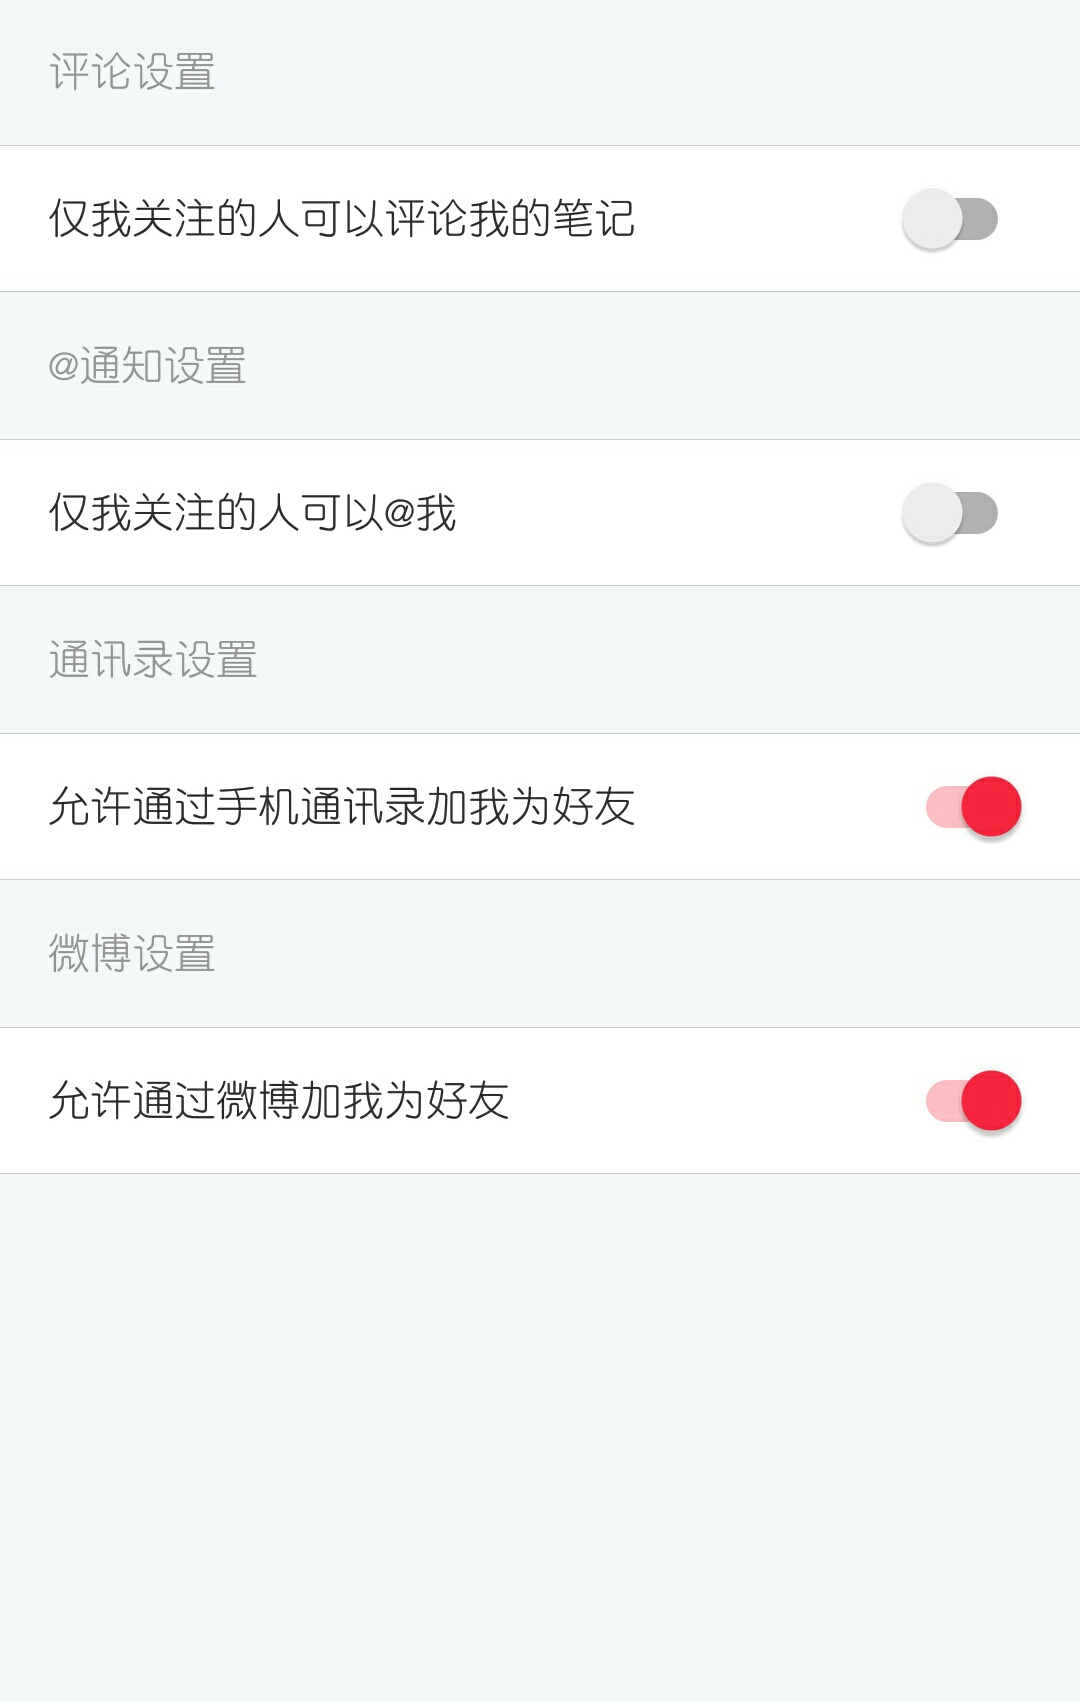 评论设置
仅我关注的人可以评论我的笔记
@通知设置
仅我关注的人可以@我
通讯录设置
允许通过手机通讯录加我为好友
微博设置
允许通过微博加我为好友